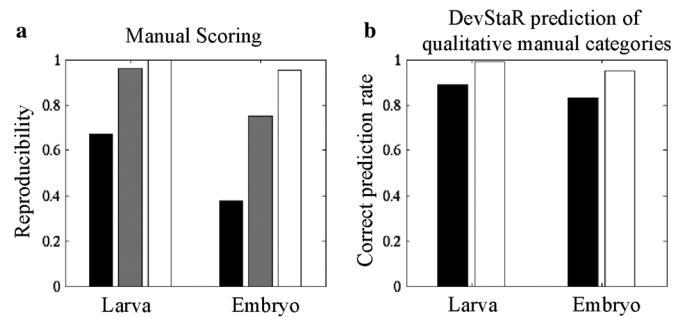 a
Manual Scoring
Reproducibility
1
0.8
0.6
0.4
0.2
0
Larva
Embryo
b
DevStaR prediction of
qualitative manual categories
Correct prediction rate
1
0.8
0.6
0.4
0.2
0
Larva
Embryo